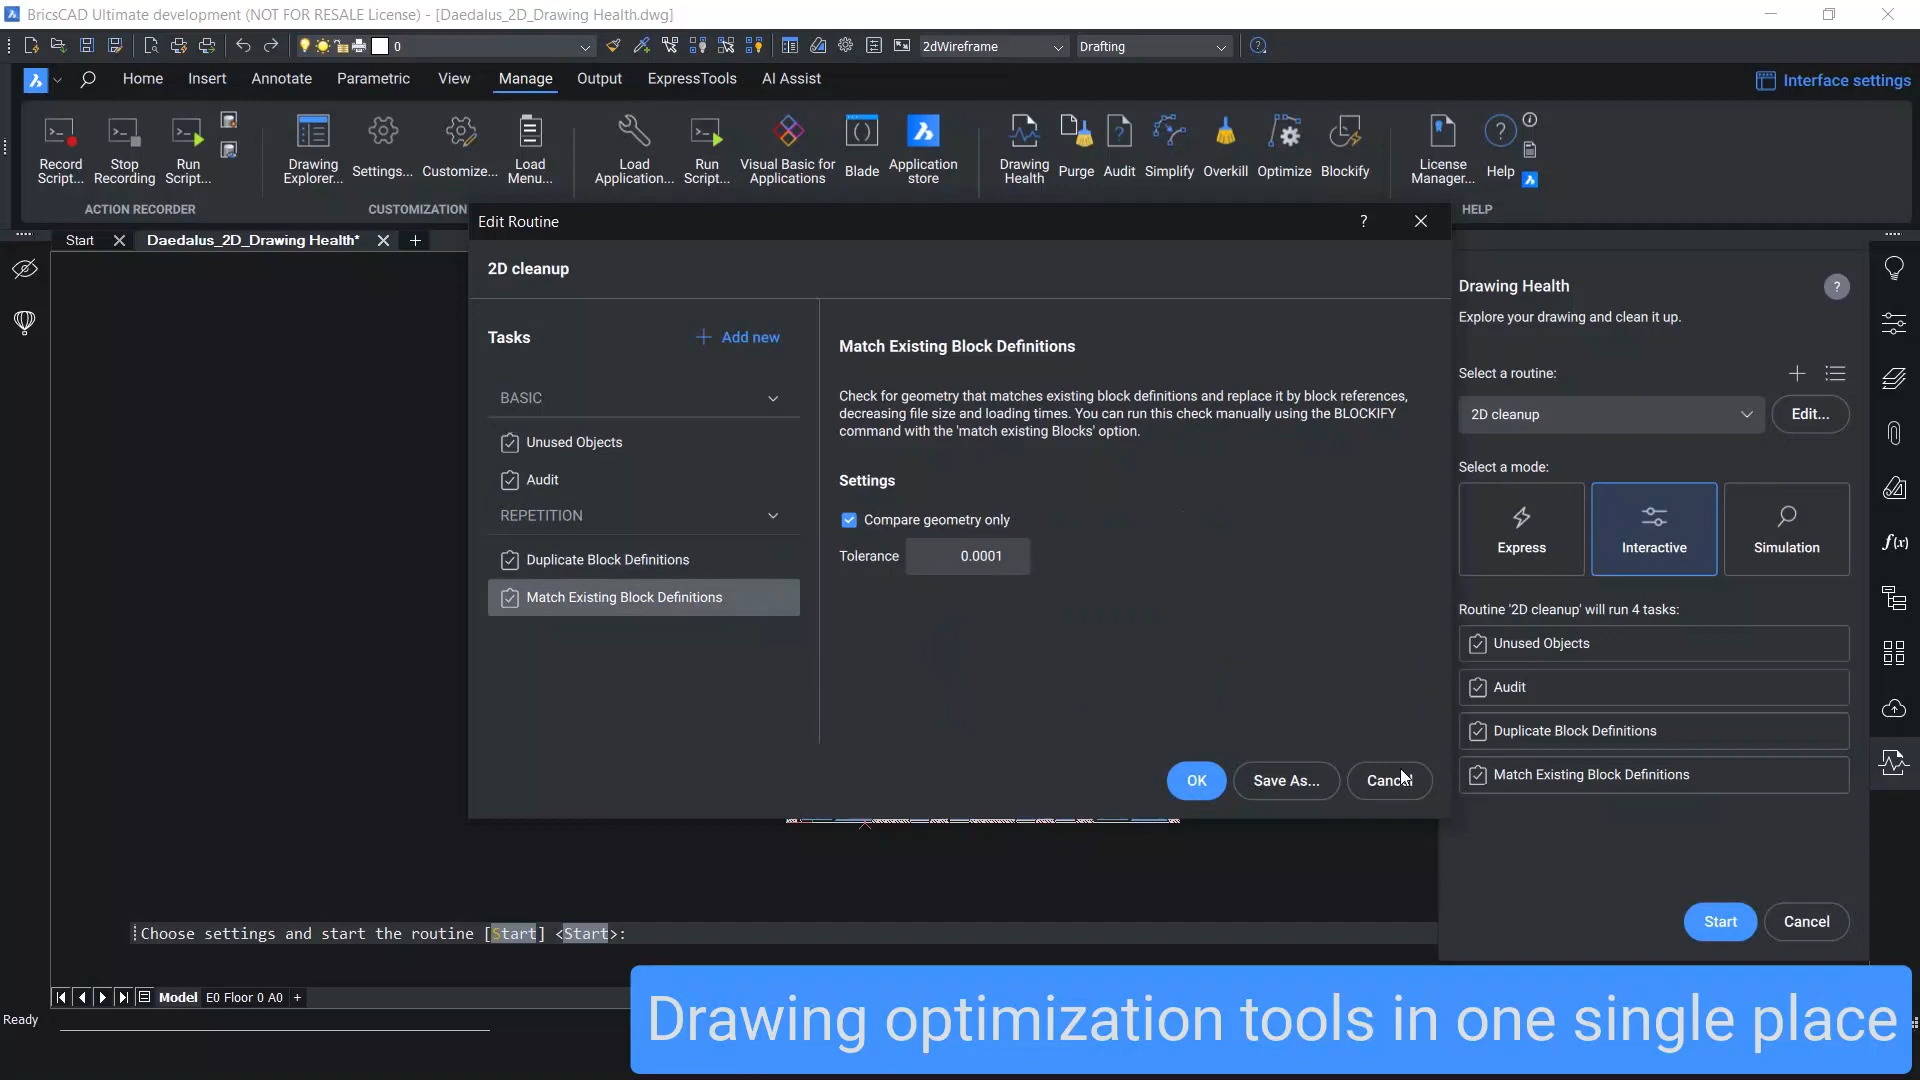 BricsCAD Ultimate development (NOT FOR RESALE License) - [Daedalus_2D_Drawing Health.dwg]
0
2dWireframe
Drafting
Home Insert Annotate Parametric View Manage Output ExpressTools AI Assist
Interface settings
Record Script...
Stop Recording
Run Script...
Drawing Explorer...
Settings...
Customize...
Load Menu...
Load Application...
Run Script...
Visual Basic for Applications
Blade
Application store
Drawing Health
Purge
Audit
Simplify
Overkill
Optimize
Blockify
License Manager...
Help
ACTION RECORDER
CUSTOMIZATION
HELP
Start
Daedalus_2D_Drawing Health*
Edit Routine
?
2D cleanup
Tasks
Add new
BASIC
Unused Objects
Audit
REPETITION
Duplicate Block Definitions
Match Existing Block Definitions
Match Existing Block Definitions
Check for geometry that matches existing block definitions and replace it by block references,
decreasing file size and loading times. You can run this check manually using the BLOCKIFY
command with the 'match existing Blocks' option.
Settings
Compare geometry only
Tolerance 0.0001
OK
Save As...
Cancel
Drawing Health
?
Explore your drawing and clean it up.
Select a routine:
2D cleanup
Edit...
Select a mode:
Express
Interactive
Simulation
Routine '2D cleanup' will run 4 tasks:
Unused Objects
Audit
Duplicate Block Definitions
Match Existing Block Definitions
Start
Cancel
f(x)
Choose settings and start the routine [Start] <Start>:
Model E0 Floor 0 A0 +
Ready
Drawing optimization tools in one single place